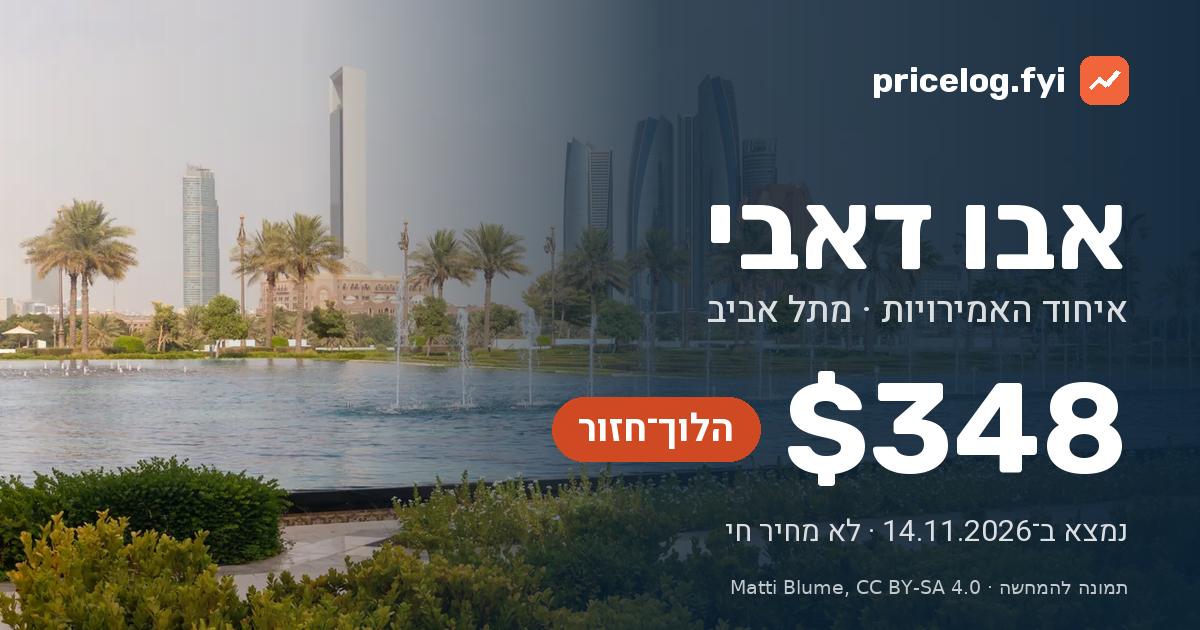 pricelog.fyi
אבו דאבי
איחוד האמירויות · מתל אביב
$348 הלוך־חזור
נמצא ב־14.11.2026 · לא מחיר חי
תמונה להמחשה · Matti Blume, CC BY-SA 4.0